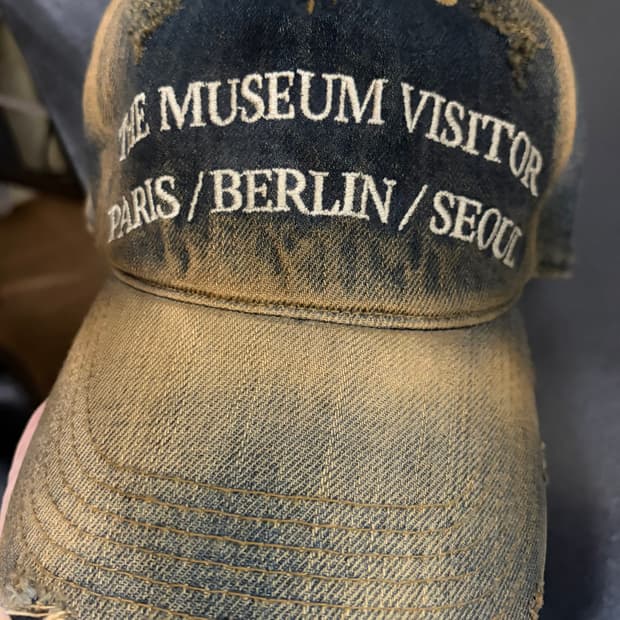 THE MUSEUM VISITOR
PARIS / BERLIN / SEOUL